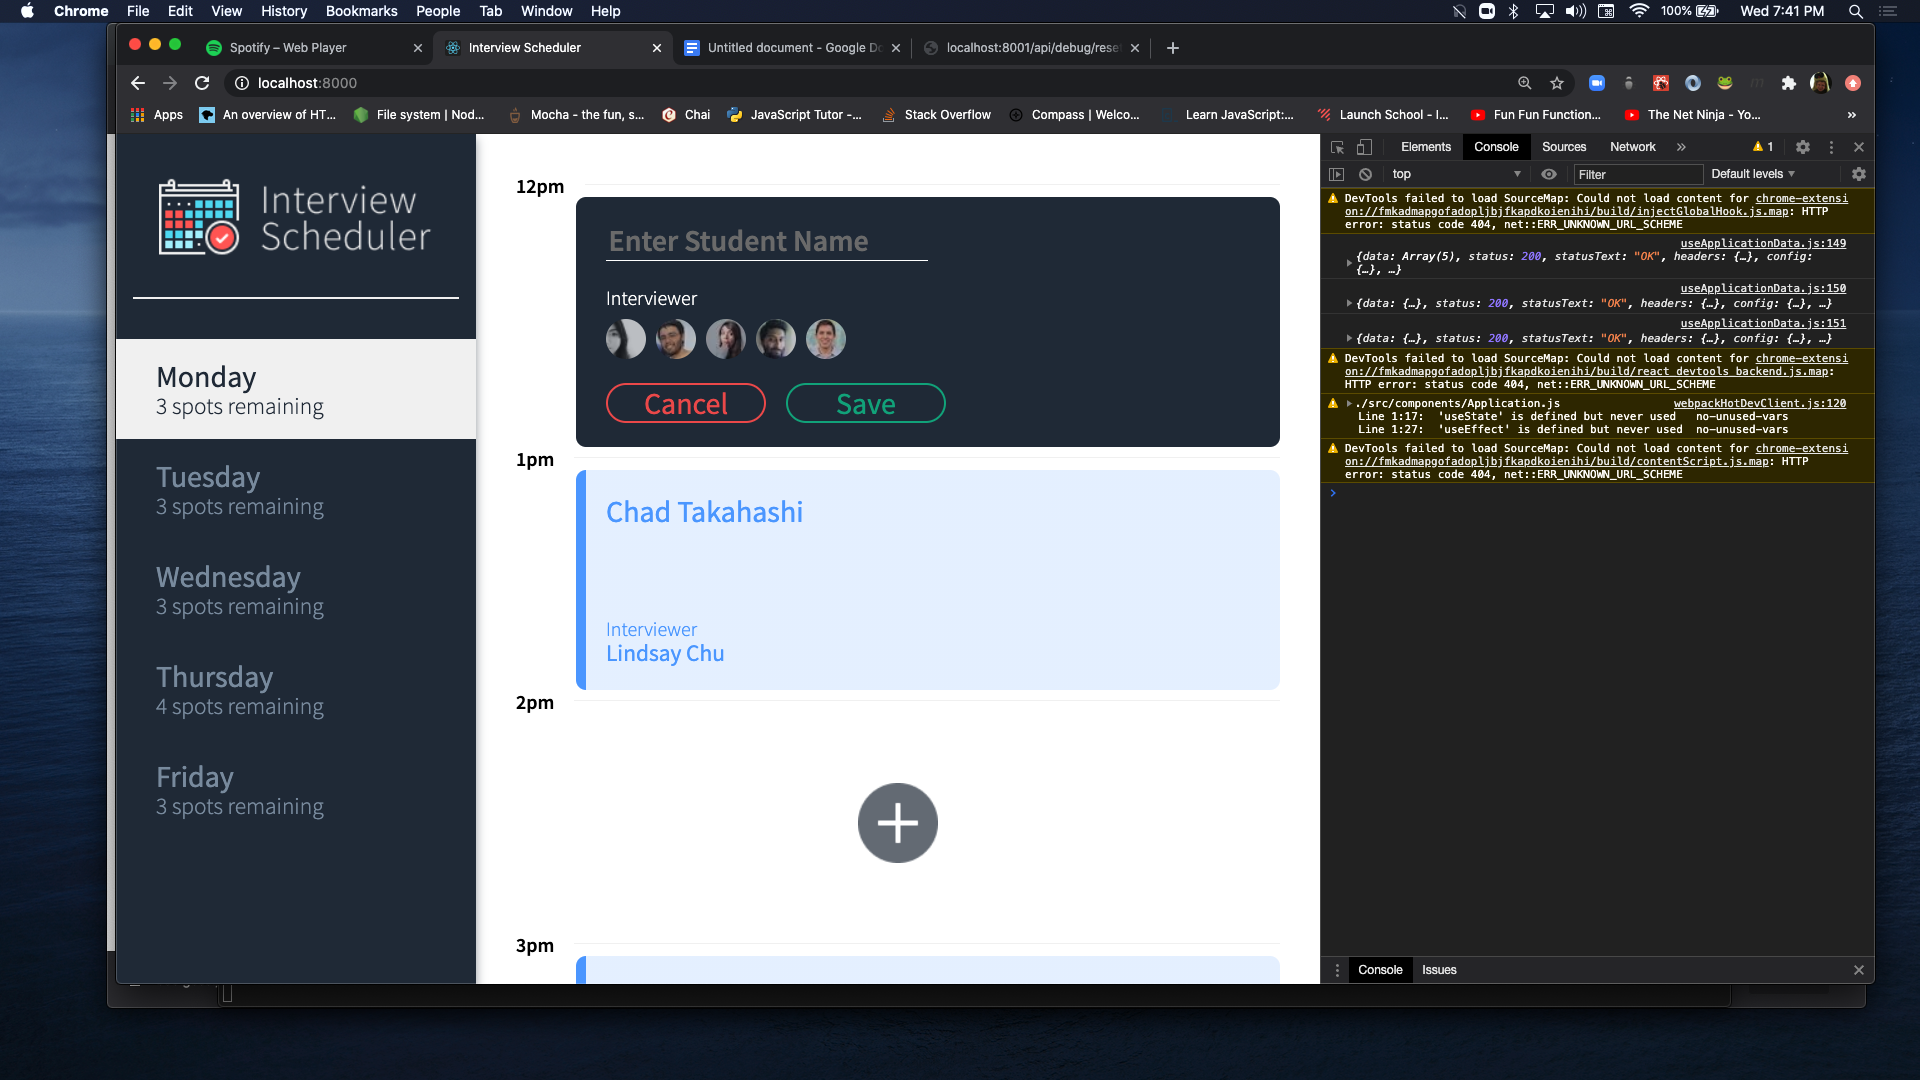 Chrome File Edit View History Bookmarks People Tab Window Help 100% Wed 7:41 PM
Spotify – Web Player
Interview Scheduler
Untitled document - Google Do
localhost:8001/api/debug/rese
localhost:8000
Apps
An overview of HT...
File system | Nod...
Mocha - the fun, s...
Chai
JavaScript Tutor -...
Stack Overflow
Compass | Welco...
Learn JavaScript:...
Launch School - I...
Fun Fun Function...
The Net Ninja - Yo...
»
Interview
Scheduler
Monday
3 spots remaining
Tuesday
3 spots remaining
Wednesday
3 spots remaining
Thursday
4 spots remaining
Friday
3 spots remaining
12pm
Enter Student Name
Interviewer
Cancel Save
1pm
Chad Takahashi
Interviewer
Lindsay Chu
2pm
3pm
Elements Console Sources Network » 1
top Filter Default levels
DevTools failed to load SourceMap: Could not load content for chrome-extensi
on://fmkadmapgofadopljbjfkapdkoienihi/build/injectGlobalHook.js.map: HTTP
error: status code 404, net::ERR_UNKNOWN_URL_SCHEME
useApplicationData.js:149
{data: Array(5), status: 200, statusText: "OK", headers: {…}, config:
{…}, …}
useApplicationData.js:150
{data: {…}, status: 200, statusText: "OK", headers: {…}, config: {…}, …}
useApplicationData.js:151
{data: {…}, status: 200, statusText: "OK", headers: {…}, config: {…}, …}
DevTools failed to load SourceMap: Could not load content for chrome-extensi
on://fmkadmapgofadopljbjfkapdkoienihi/build/react_devtools_backend.js.map:
HTTP error: status code 404, net::ERR_UNKNOWN_URL_SCHEME
./src/components/Application.js webpackHotDevClient.js:120
Line 1:17: 'useState' is defined but never used no-unused-vars
Line 1:27: 'useEffect' is defined but never used no-unused-vars
DevTools failed to load SourceMap: Could not load content for chrome-extensi
on://fmkadmapgofadopljbjfkapdkoienihi/build/contentScript.js.map: HTTP
error: status code 404, net::ERR_UNKNOWN_URL_SCHEME
Console Issues